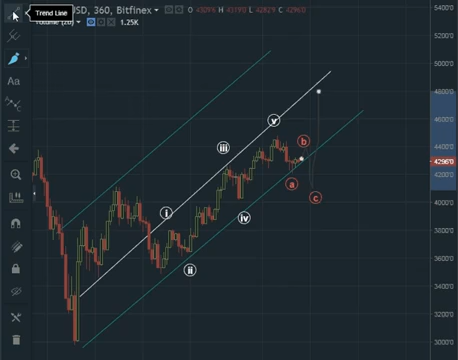 Trend Line
USD, 360, Bitfinex
Volume (20)
1.25K
Aa
5400'0
5200'0
5000'0
4800'0
4600'0
4400'0
4296'0
4200'0
4000'0
3800'0
3600'0
3400'0
3200'0
3000'0
i
ii
iii
iv
v
a
b
c